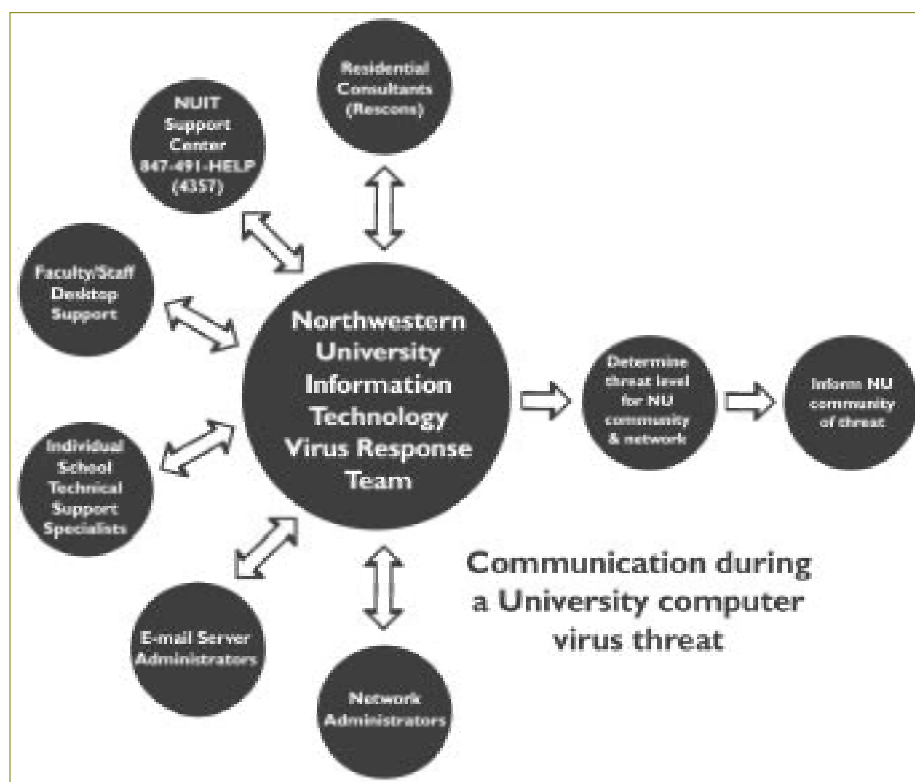 Residential
Consultants
(Rescons)
NUIT
Support
Center
847-491-HELP
(4357)
Faculty/Staff
Desktop
Support
Individual
School
Technical
Support
Specialists
E-mail Server
Administrators
Network
Administrators
Northwestern
University
Information
Technology
Virus Response
Team
Determine
threat level
for NU
community
& network
Inform NU
community
of threat
Communication during
a University computer
virus threat